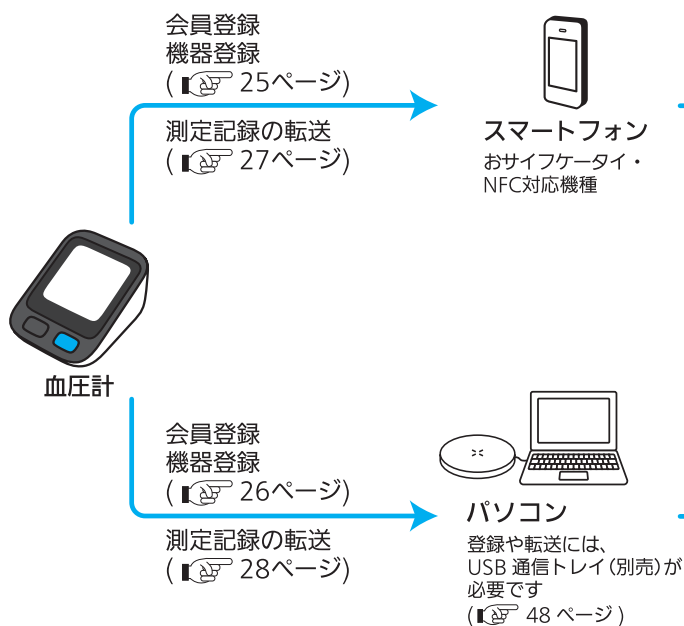 会員登録
機器登録
(☞ 25ページ)
測定記録の転送
(☞ 27ページ)
スマートフォン
おサイフケータイ・
NFC対応機種
血圧計
会員登録
機器登録
(☞ 26ページ)
測定記録の転送
(☞ 28ページ)
パソコン
登録や転送には、
USB 通信トレイ(別売)が
必要です
(☞ 48 ページ )